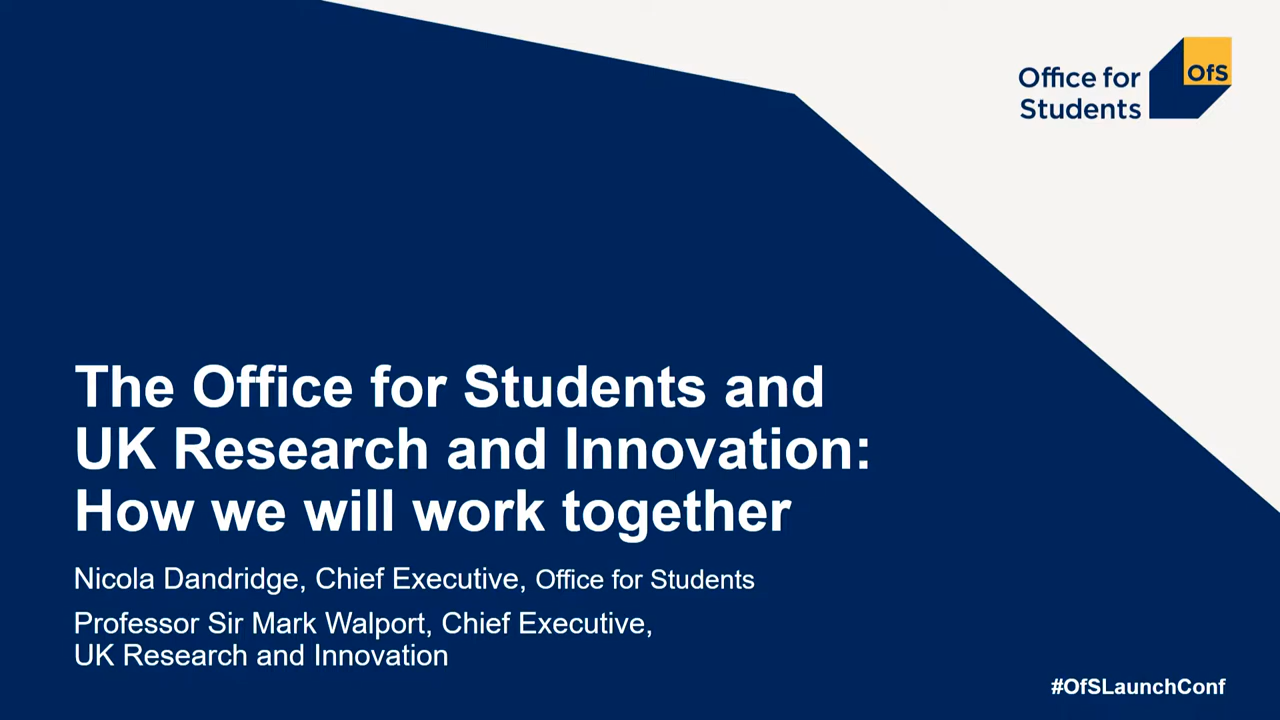 Office for
Students
OfS
The Office for Students and
UK Research and Innovation:
How we will work together
Nicola Dandridge, Chief Executive, Office for Students
Professor Sir Mark Walport, Chief Executive,
UK Research and Innovation
#OfSLaunchConf